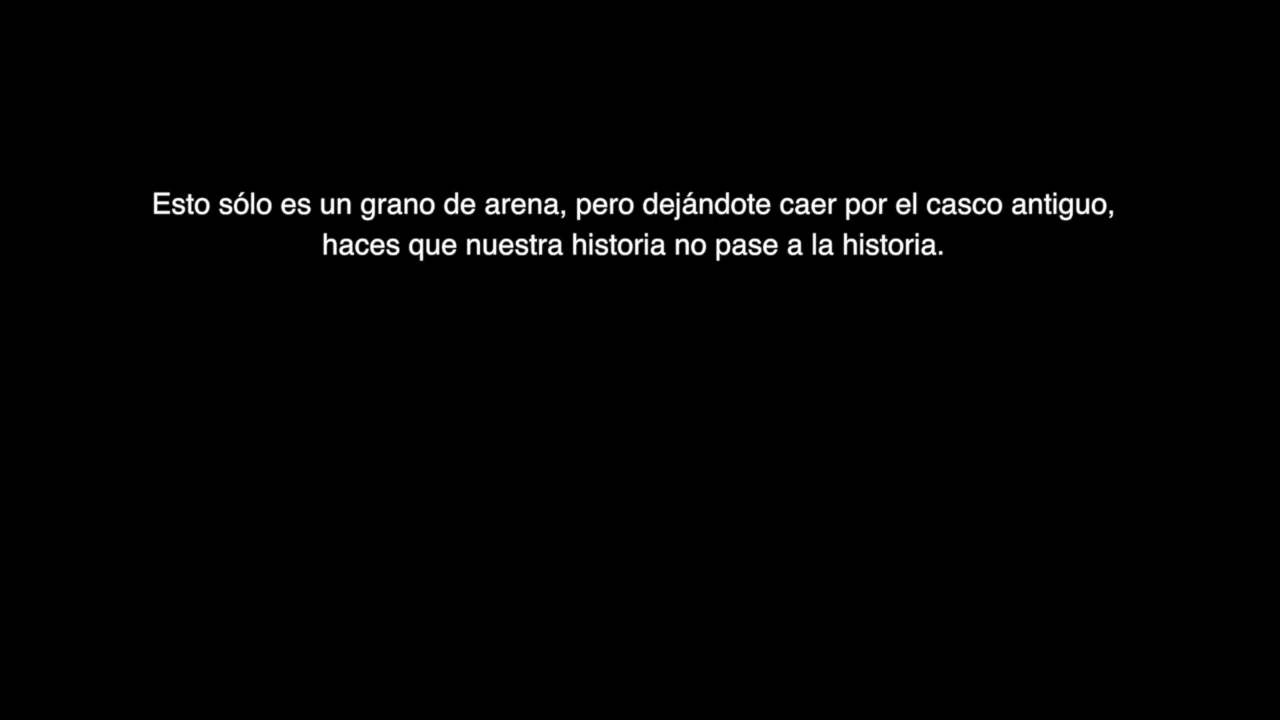 Esto sólo es un grano de arena, pero dejándote caer por el casco antiguo,
haces que nuestra historia no pase a la historia.